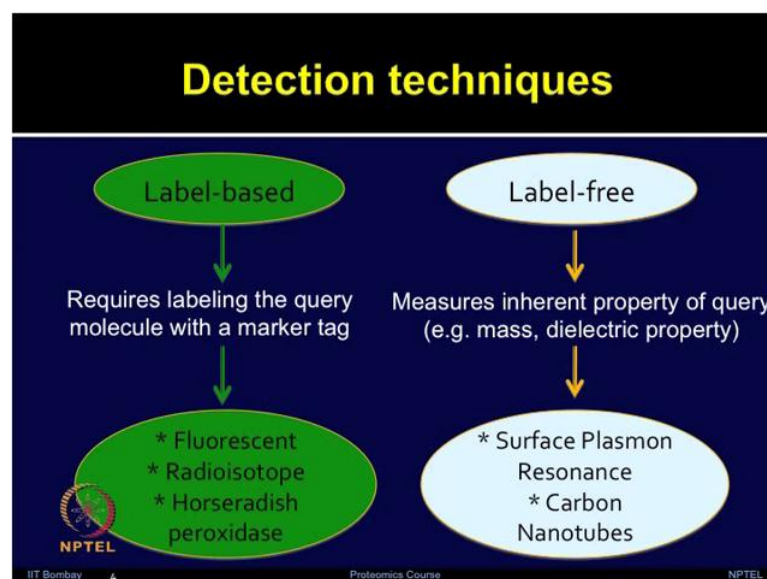 Detection techniques
Label-based
Label-free
Requires labeling the query
molecule with a marker tag
Measures inherent property of query
(e.g. mass, dielectric property)
* Fluorescent
* Radioisotope
* Horseradish
peroxidase
* Surface Plasmon
Resonance
* Carbon
Nanotubes
NPTEL
IIT Bombay
4
Proteomics Course
NPTEL